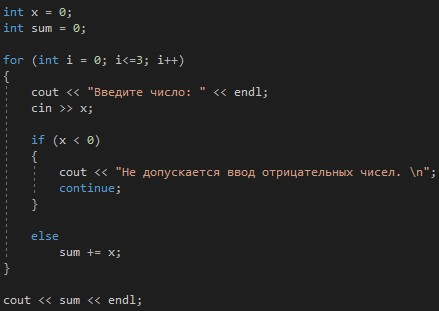 int x = 0;
int sum = 0;
for (int i = 0; i<=3; i++)
{
cout << "Введите число: " << endl;
cin >> x;
if (x < 0)
{
cout << "Не допускается ввод отрицательных чисел. \n";
continue;
}
else
sum += x;
}
cout << sum << endl;